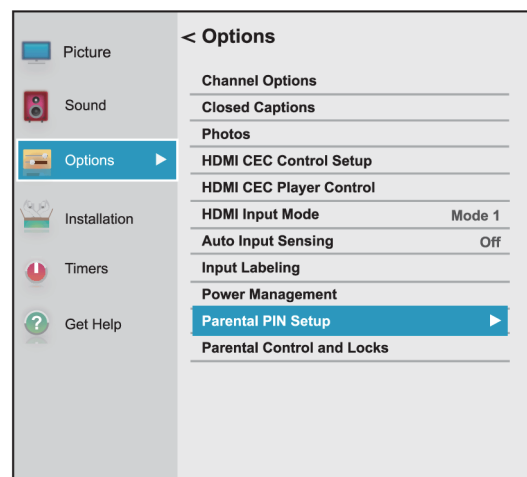 Picture
Sound
Options
Installation
Timers
Get Help
< Options
Channel Options
Closed Captions
Photos
HDMI CEC Control Setup
HDMI CEC Player Control
HDMI Input Mode Mode 1
Auto Input Sensing Off
Input Labeling
Power Management
Parental PIN Setup
Parental Control and Locks